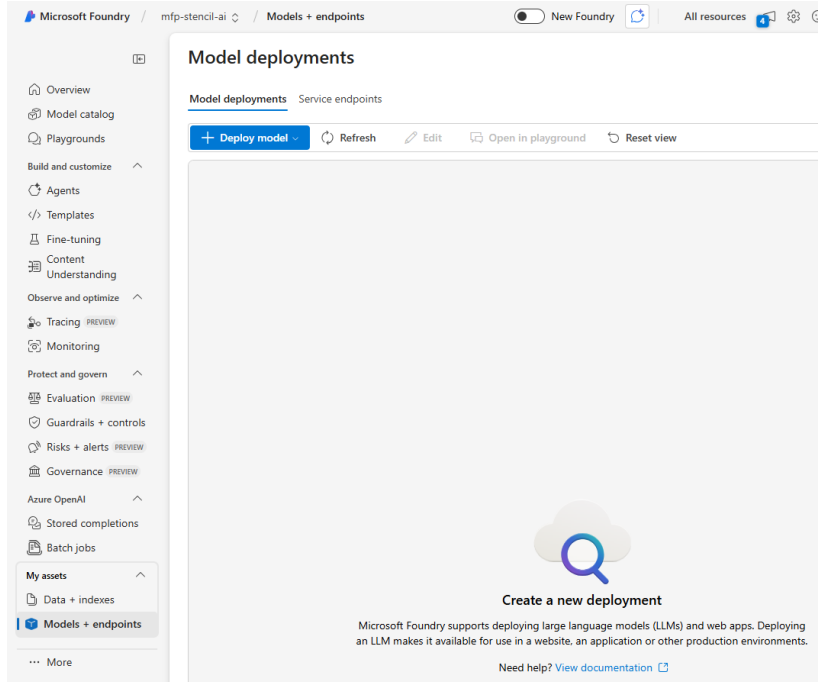 Microsoft Foundry / mfp-stencil-ai / Models + endpoints New Foundry All resources 4
Model deployments
Model deployments Service endpoints
Deploy model Refresh Edit Open in playground Reset view
Overview
Model catalog
Playgrounds
Build and customize
Agents
Templates
Fine-tuning
Content
Understanding
Observe and optimize
Tracing PREVIEW
Monitoring
Protect and govern
Evaluation PREVIEW
Guardrails + controls
Risks + alerts PREVIEW
Governance PREVIEW
Azure OpenAI
Stored completions
Batch jobs
My assets
Data + indexes
Models + endpoints
More
Create a new deployment
Microsoft Foundry supports deploying large language models (LLMs) and web apps. Deploying
an LLM makes it available for use in a website, an application or other production environments.
Need help? View documentation